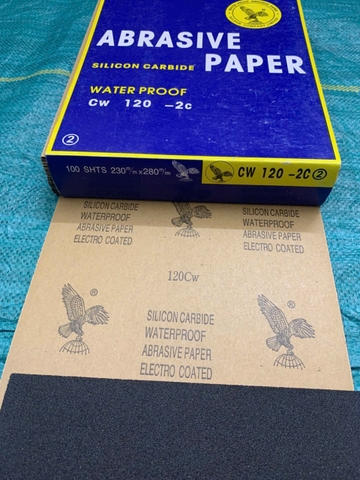 ABRASIVE
SILICON CARBIDE PAPER
WATER PROOF
CW 120 -2c
②
100 SHTS 230m/m x 280m/m
CW 120 -2C ②
SILICON CARBIDE
WATERPROOF
ABRASIVE PAPER
ELECTRO COATED
SILICON CARBIDE
WATERPROOF
ABRASIVE PAPER
ELECTRO COATED
120Cw
®
®
SILICON CARBIDE
WATERPROOF
ABRASIVE PAPER
ELECTRO COATED